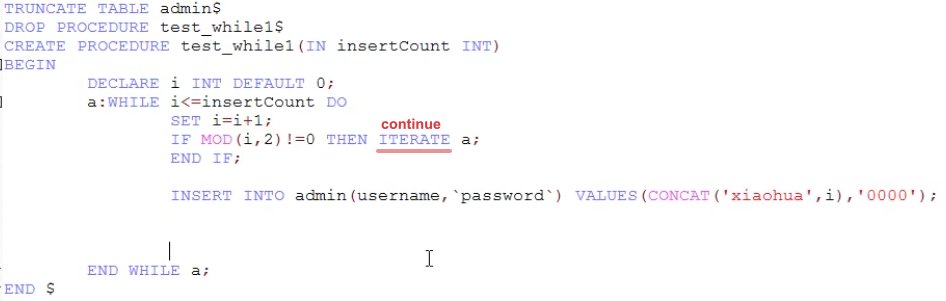 TRUNCATE TABLE admin$
DROP PROCEDURE test_while1$
CREATE PROCEDURE test_while1(IN insertCount INT)
BEGIN
DECLARE i INT DEFAULT 0;
a:WHILE i<=insertCount DO
SET i=i+1;
continue
IF MOD(i,2)!=0 THEN ITERATE a;
END IF;
INSERT INTO admin(username,`password`) VALUES(CONCAT('xiaohua',i),'0000');
END WHILE a;
END $